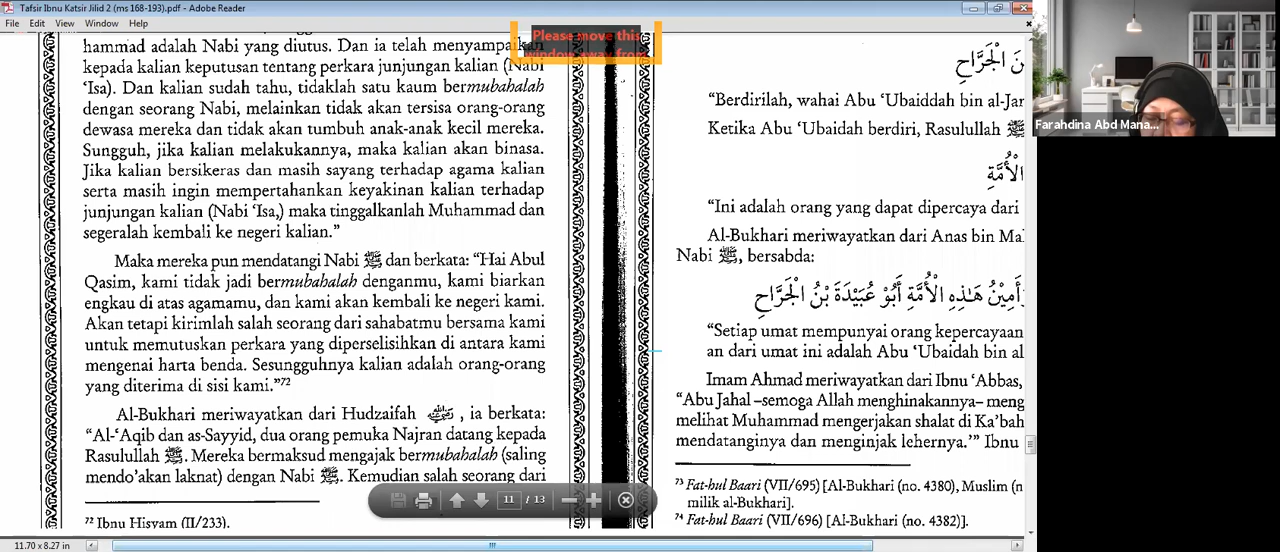 Tafsir Ibnu Katsir Jilid 2 (ms 168-193).pdf - Adobe Reader
File Edit View Window Help
Please move this
window away from
hammad adalah Nabi yang diutus. Dan ia telah menyampaikan
kepada kalian keputusan tentang perkara junjungan kalian (Nabi
‘Isa). Dan kalian sudah tahu, tidaklah satu kaum bermubahalah
dengan seorang Nabi, melainkan tidak akan tersisa orang-orang
dewasa mereka dan tidak akan tumbuh anak-anak kecil mereka.
Sungguh, jika kalian melakukannya, maka kalian akan binasa.
Jika kalian bersikeras dan masih sayang terhadap agama kalian
serta masih ingin mempertahankan keyakinan kalian terhadap
junjungan kalian (Nabi ‘Isa,) maka tinggalkanlah Muhammad dan
segeralah kembali ke negeri kalian.”
Maka mereka pun mendatangi Nabi ﷺ dan berkata: “Hai Abul
Qasim, kami tidak jadi bermubahalah denganmu, kami biarkan
engkau di atas agamamu, dan kami akan kembali ke negeri kami.
Akan tetapi kirimlah salah seorang dari sahabatmu bersama kami
untuk memutuskan perkara yang diperselisihkan di antara kami
mengenai harta benda. Sesungguhnya kalian adalah orang-orang
yang diterima di sisi kami.”⁷²
Al-Bukhari meriwayatkan dari Hudzaifah , ia berkata:
“Al-‘Aqib dan as-Sayyid, dua orang pemuka Najran datang kepada
Rasulullah ﷺ. Mereka bermaksud mengajak bermubahalah (saling
mendo’akan laknat) dengan Nabi ﷺ. Kemudian salah seorang dari
⁷² Ibnu Hisyam (II/233).
نَ الْجَرَّاحِ
“Berdirilah, wahai Abu ‘Ubaiddah bin al-Jar
Ketika Abu ‘Ubaidah berdiri, Rasulullah ﷺ
الْأُمَّةِ
“Ini adalah orang yang dapat dipercaya dari
Al-Bukhari meriwayatkan dari Anas bin Ma
Nabi ﷺ, bersabda:
أَمِيْنُ هَـٰذِهِ الْأُمَّةِ أَبُوْ عُبَيْدَةَ بْنُ الْجَرَّاحِ
“Setiap umat mempunyai orang kepercayaan
an dari umat ini adalah Abu ‘Ubaidah bin al
Imam Ahmad meriwayatkan dari Ibnu ‘Abbas,
“Abu Jahal –semoga Allah menghinakannya– meng
melihat Muhammad mengerjakan shalat di Ka’bah
mendatanginya dan menginjak lehernya.’” Ibnu
⁷³ Fat-hul Baari (VII/695) [Al-Bukhari (no. 4380), Muslim (n
milik al-Bukhari].
⁷⁴ Fat-hul Baari (VII/696) [Al-Bukhari (no. 4382)].
11 / 13
11.70 x 8.27 in
Farahdina Abd Mana...